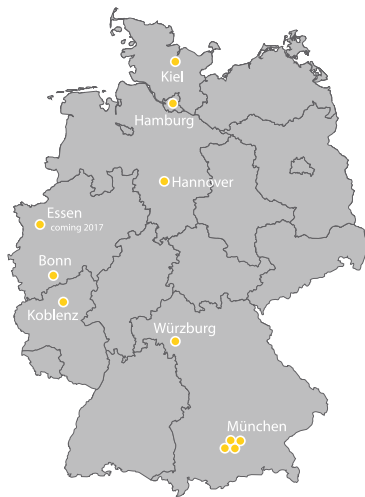 Kiel
Hamburg
Hannover
Essen
coming 2017
Bonn
Koblenz
Würzburg
München